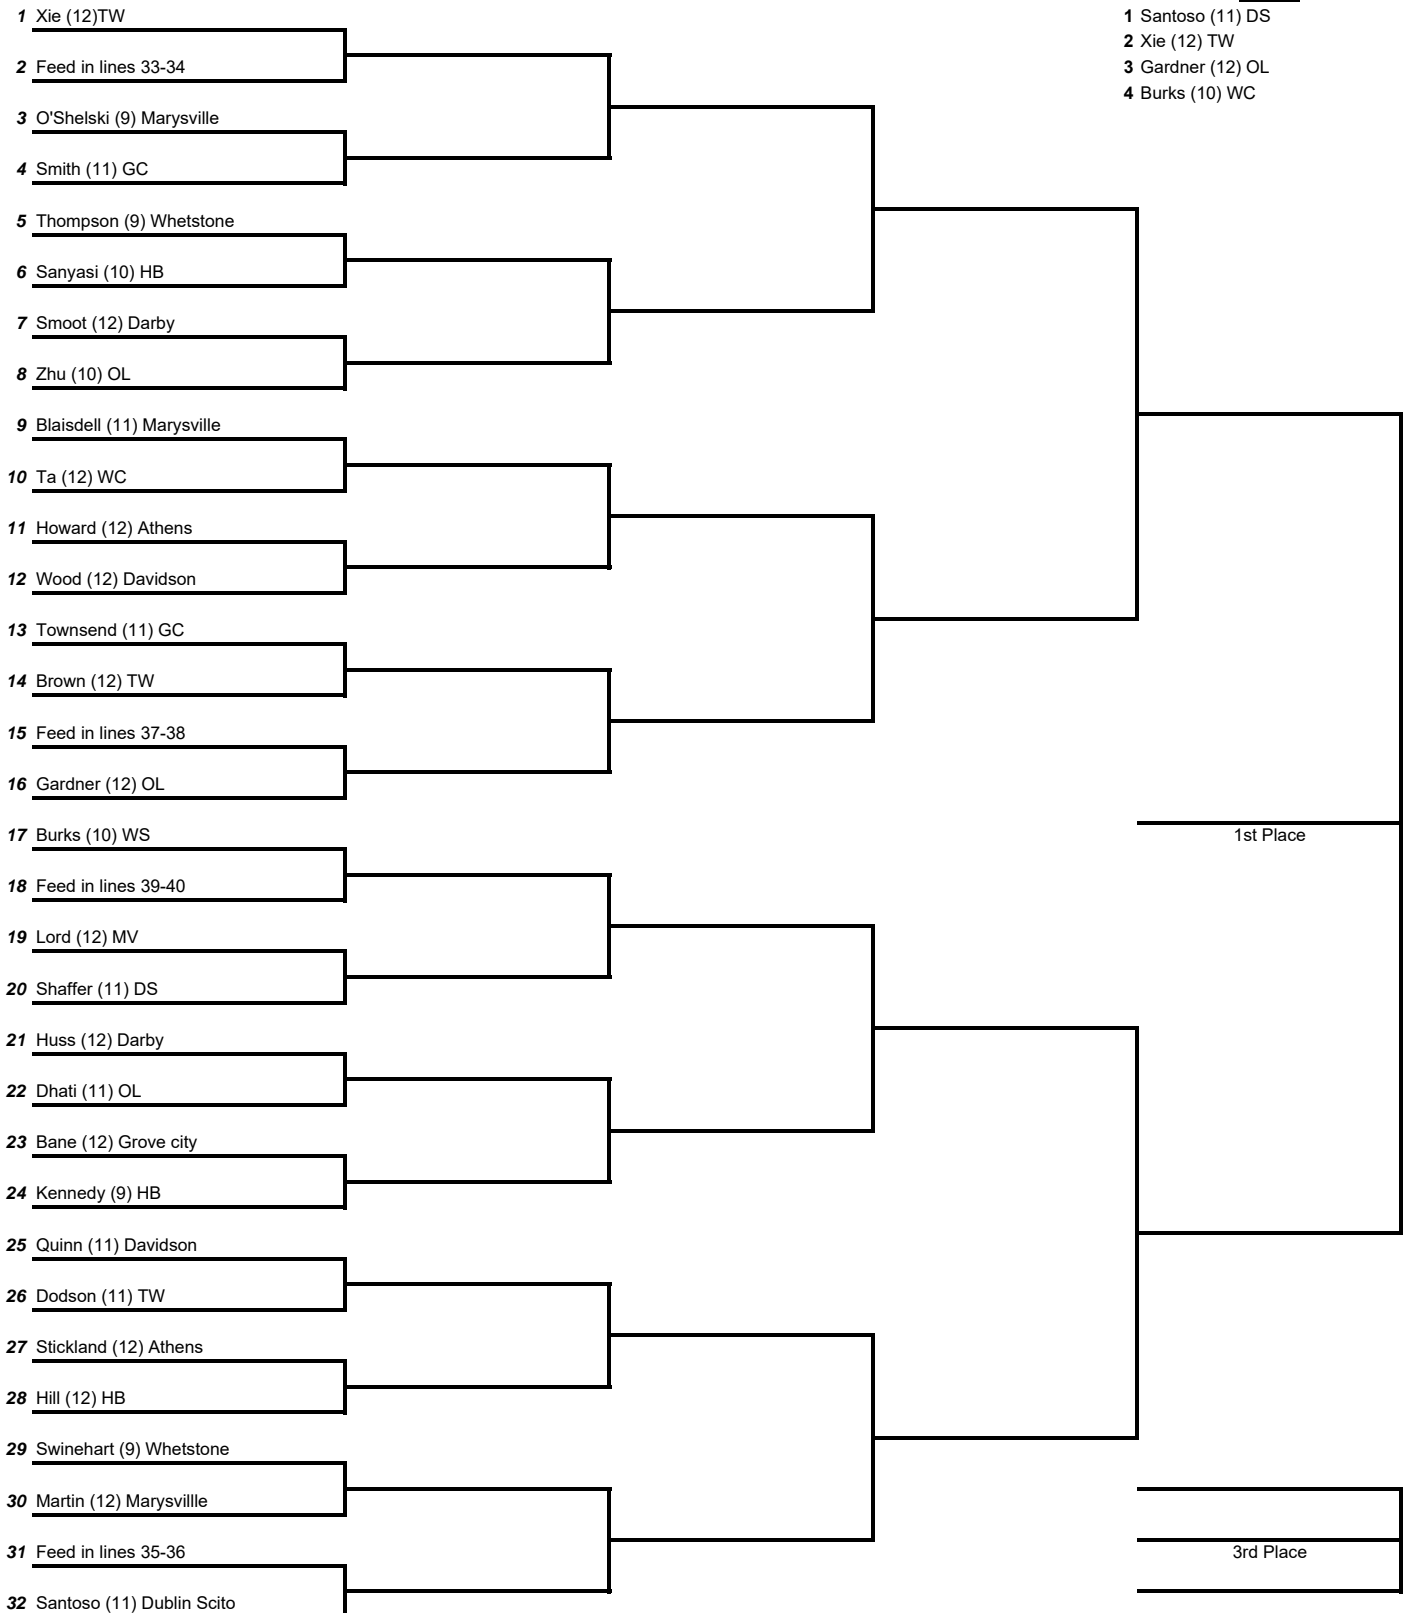 1 Xie (12)TW
2 Feed in lines 33-34
3 O'Shelski (9) Marysville
4 Smith (11) GC
5 Thompson (9) Whetstone
6 Sanyasi (10) HB
7 Smoot (12) Darby
8 Zhu (10) OL
9 Blaisdell (11) Marysville
10 Ta (12) WC
11 Howard (12) Athens
12 Wood (12) Davidson
13 Townsend (11) GC
14 Brown (12) TW
15 Feed in lines 37-38
16 Gardner (12) OL
17 Burks (10) WS
18 Feed in lines 39-40
19 Lord (12) MV
20 Shaffer (11) DS
21 Huss (12) Darby
22 Dhati (11) OL
23 Bane (12) Grove city
24 Kennedy (9) HB
25 Quinn (11) Davidson
26 Dodson (11) TW
27 Stickland (12) Athens
28 Hill (12) HB
29 Swinehart (9) Whetstone
30 Martin (12) Marysvillle
31 Feed in lines 35-36
32 Santoso (11) Dublin Scito
1 Santoso (11) DS
2 Xie (12) TW
3 Gardner (12) OL
4 Burks (10) WC
1st Place
3rd Place